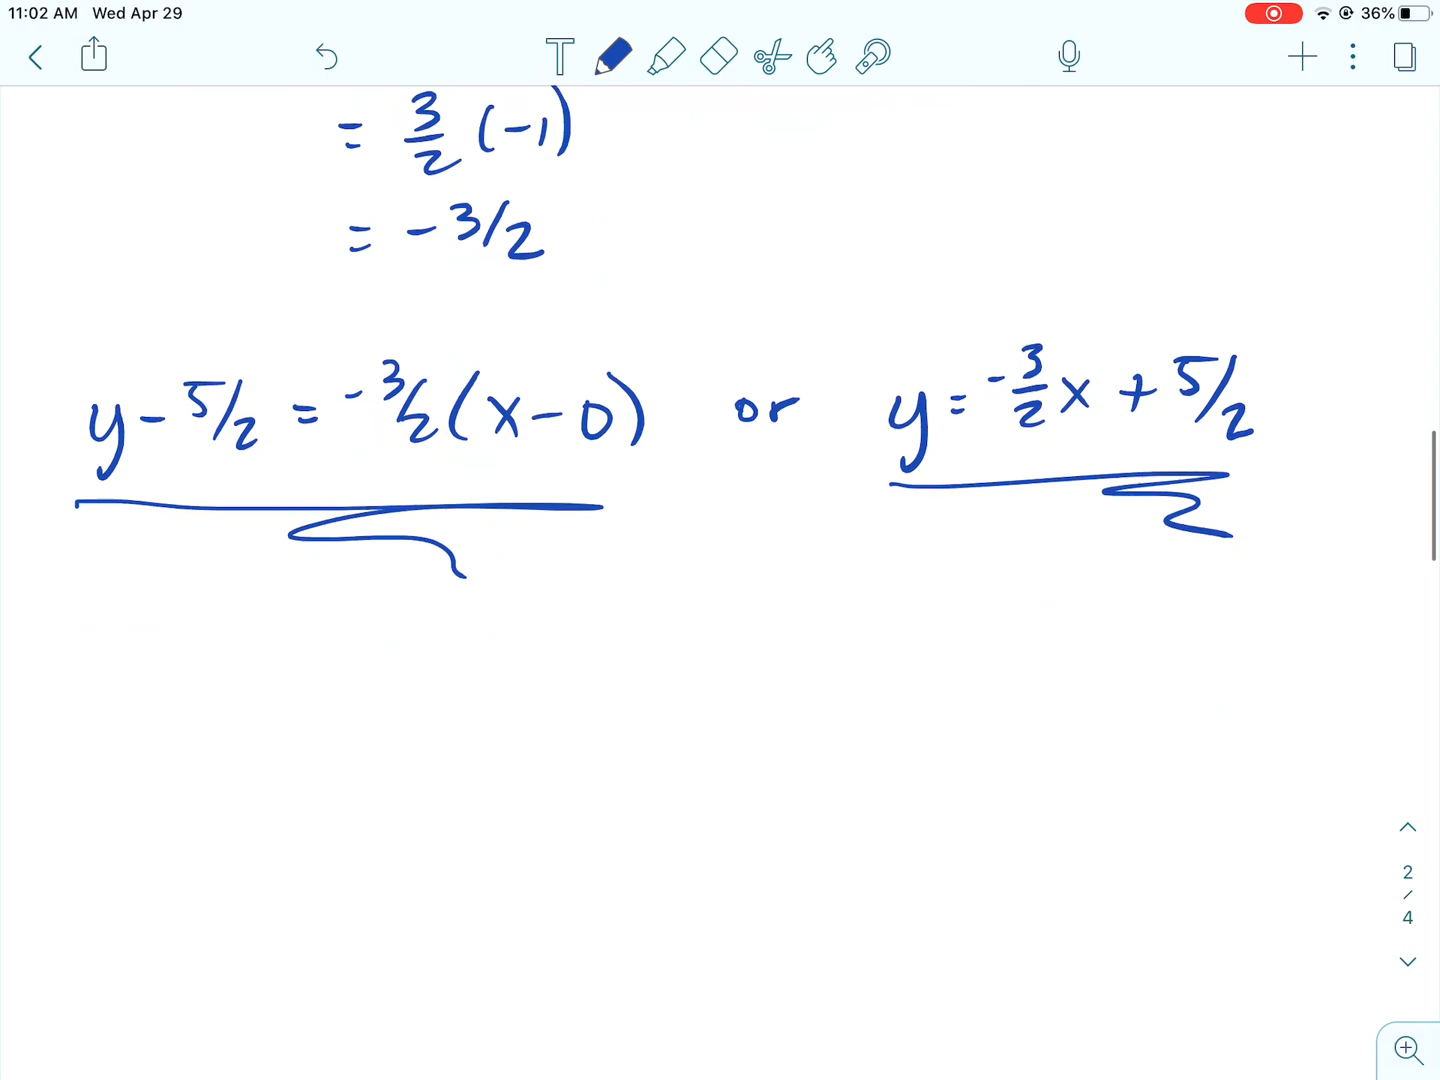 11:02 AM Wed Apr 29 36%
T
= 3/2 (-1)
= - 3/2
y - 5/2 = - 3/2 (x - 0) or y = - 3/2 x + 5/2
2
/
4